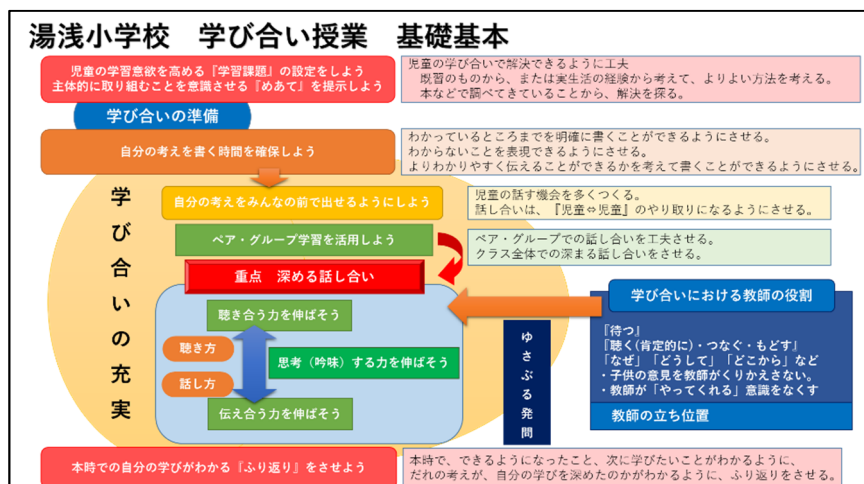 湯浅小学校　学び合い授業　基礎基本
児童の学習意欲を高める『学習課題』の設定をしよう
主体的に取り組むことを意識させる『めあて』を提示しよう
児童の学び合いで解決できるように工夫
既習のものから、または実生活の経験から考えて、よりよい方法を考える。
本などで調べてきていることから、解決を探る。
学び合いの準備
自分の考えを書く時間を確保しよう
わかっているところまでを明確に書くことができるようにさせる。
わからないことを表現できるようにさせる。
よりわかりやすく伝えることができるかを考えて書くことができるようにさせる。
学び合いの充実
自分の考えをみんなの前で出せるようにしよう
児童の話す機会を多くつくる。
話し合いは、『児童⇔児童』のやり取りになるようにさせる。
ペア・グループ学習を活用しよう
ペア・グループでの話し合いを工夫させる。
クラス全体での深まる話し合いをさせる。
重点　深める話し合い
聴き合う力を伸ばそう
聴き方
話し方
思考（吟味）する力を伸ばそう
伝え合う力を伸ばそう
ゆさぶる発問
学び合いにおける教師の役割
『待つ』
『聴く(肯定的に)・つなぐ・もどす』
「なぜ」「どうして」「どこから」など
・子供の意見を教師がくりかえさない。
・教師が「やってくれる」意識をなくす
教師の立ち位置
本時での自分の学びがわかる『ふり返り』をさせよう
本時で、できるようになったこと、次に学びたいことがわかるように、
だれの考えが、自分の学びを深めたのかがわかるように、ふり返りをさせる。